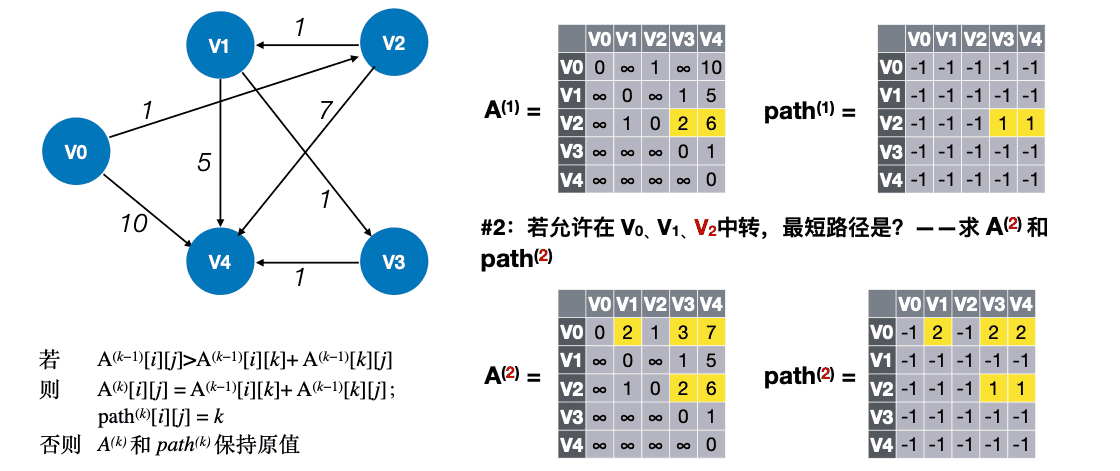 V1
V2
V0
V4
V3
1
1
7
5
1
10
1
A(1) =
V0 V1 V2 V3 V4
V0 0 ∞ 1 ∞ 10
V1 ∞ 0 ∞ 1 5
V2 ∞ 1 0 2 6
V3 ∞ ∞ ∞ 0 1
V4 ∞ ∞ ∞ ∞ 0
path(1) =
V0 V1 V2 V3 V4
V0 -1 -1 -1 -1 -1
V1 -1 -1 -1 -1 -1
V2 -1 -1 -1 1 1
V3 -1 -1 -1 -1 -1
V4 -1 -1 -1 -1 -1
#2：若允许在 V0、V1、V2中转，最短路径是？——求 A(2) 和
path(2)
A(2) =
V0 V1 V2 V3 V4
V0 0 2 1 3 7
V1 ∞ 0 ∞ 1 5
V2 ∞ 1 0 2 6
V3 ∞ ∞ ∞ 0 1
V4 ∞ ∞ ∞ ∞ 0
path(2) =
V0 V1 V2 V3 V4
V0 -1 2 -1 2 2
V1 -1 -1 -1 -1 -1
V2 -1 -1 -1 1 1
V3 -1 -1 -1 -1 -1
V4 -1 -1 -1 -1 -1
若 A(k−1)[i][j]>A(k−1)[i][k]+ A(k−1)[k][j]
则 A(k)[i][j] = A(k−1)[i][k]+ A(k−1)[k][j] ;
path(k)[i][j] = k
否则 A(k) 和 path(k) 保持原值